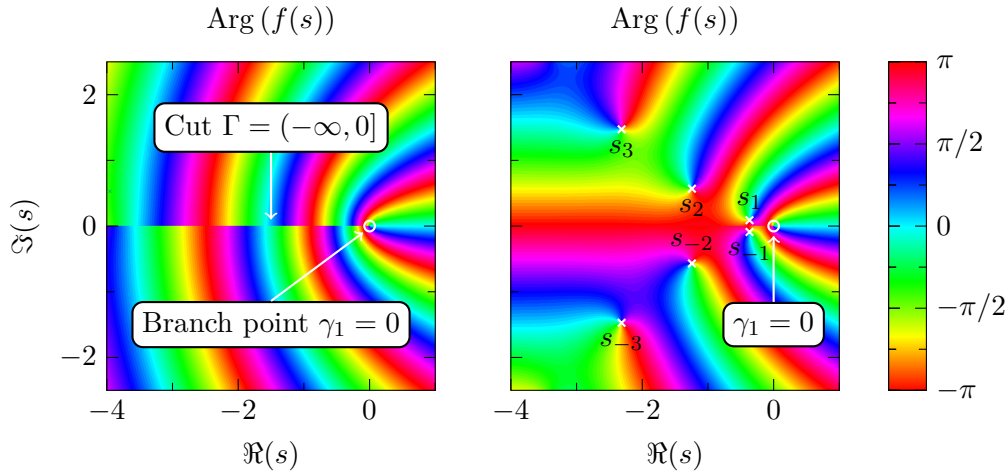 Arg (f(s))
Arg (f(s))
ℑ(s)
2
0
−2
Cut Γ = (−∞, 0]
Branch point γ₁ = 0
−4
−2
0
ℜ(s)
s₃
s₂
s₁
s₋₂
s₋₁
s₋₃
γ₁ = 0
−4
−2
0
ℜ(s)
π
π/2
0
−π/2
−π